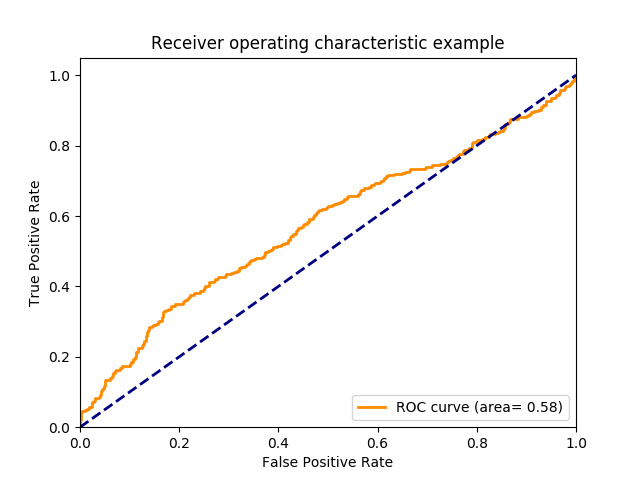 Receiver operating characteristic example
1.0
0.8
0.6
0.4
0.2
0.0
True Positive Rate
ROC curve (area= 0.58)
0.0 0.2 0.4 0.6 0.8 1.0
False Positive Rate